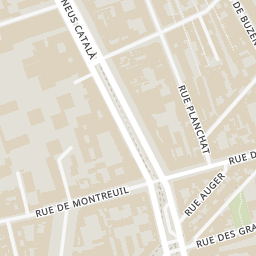 NEUS CATALÀ
DE BUZEN
RUE PLANCHAT
RUE D
RUE AUGER
RUE DE MONTREUIL
RUE DES GRA